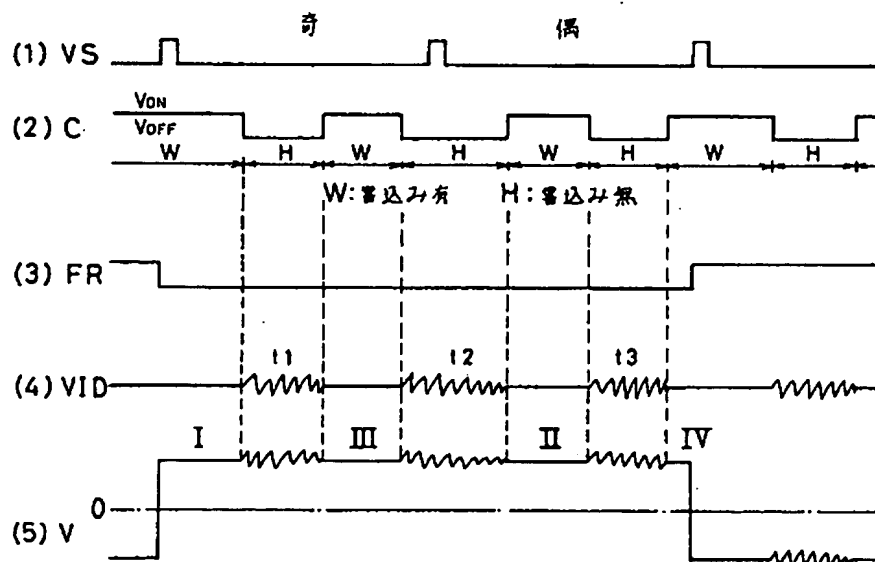 奇 偶
(1) VS
(2) C VON
VOFF
W H W H W H W H
W:書込み有 H:書込み無
(3) FR
t1 t2 t3
(4) VID
I III II IV
0
(5) V